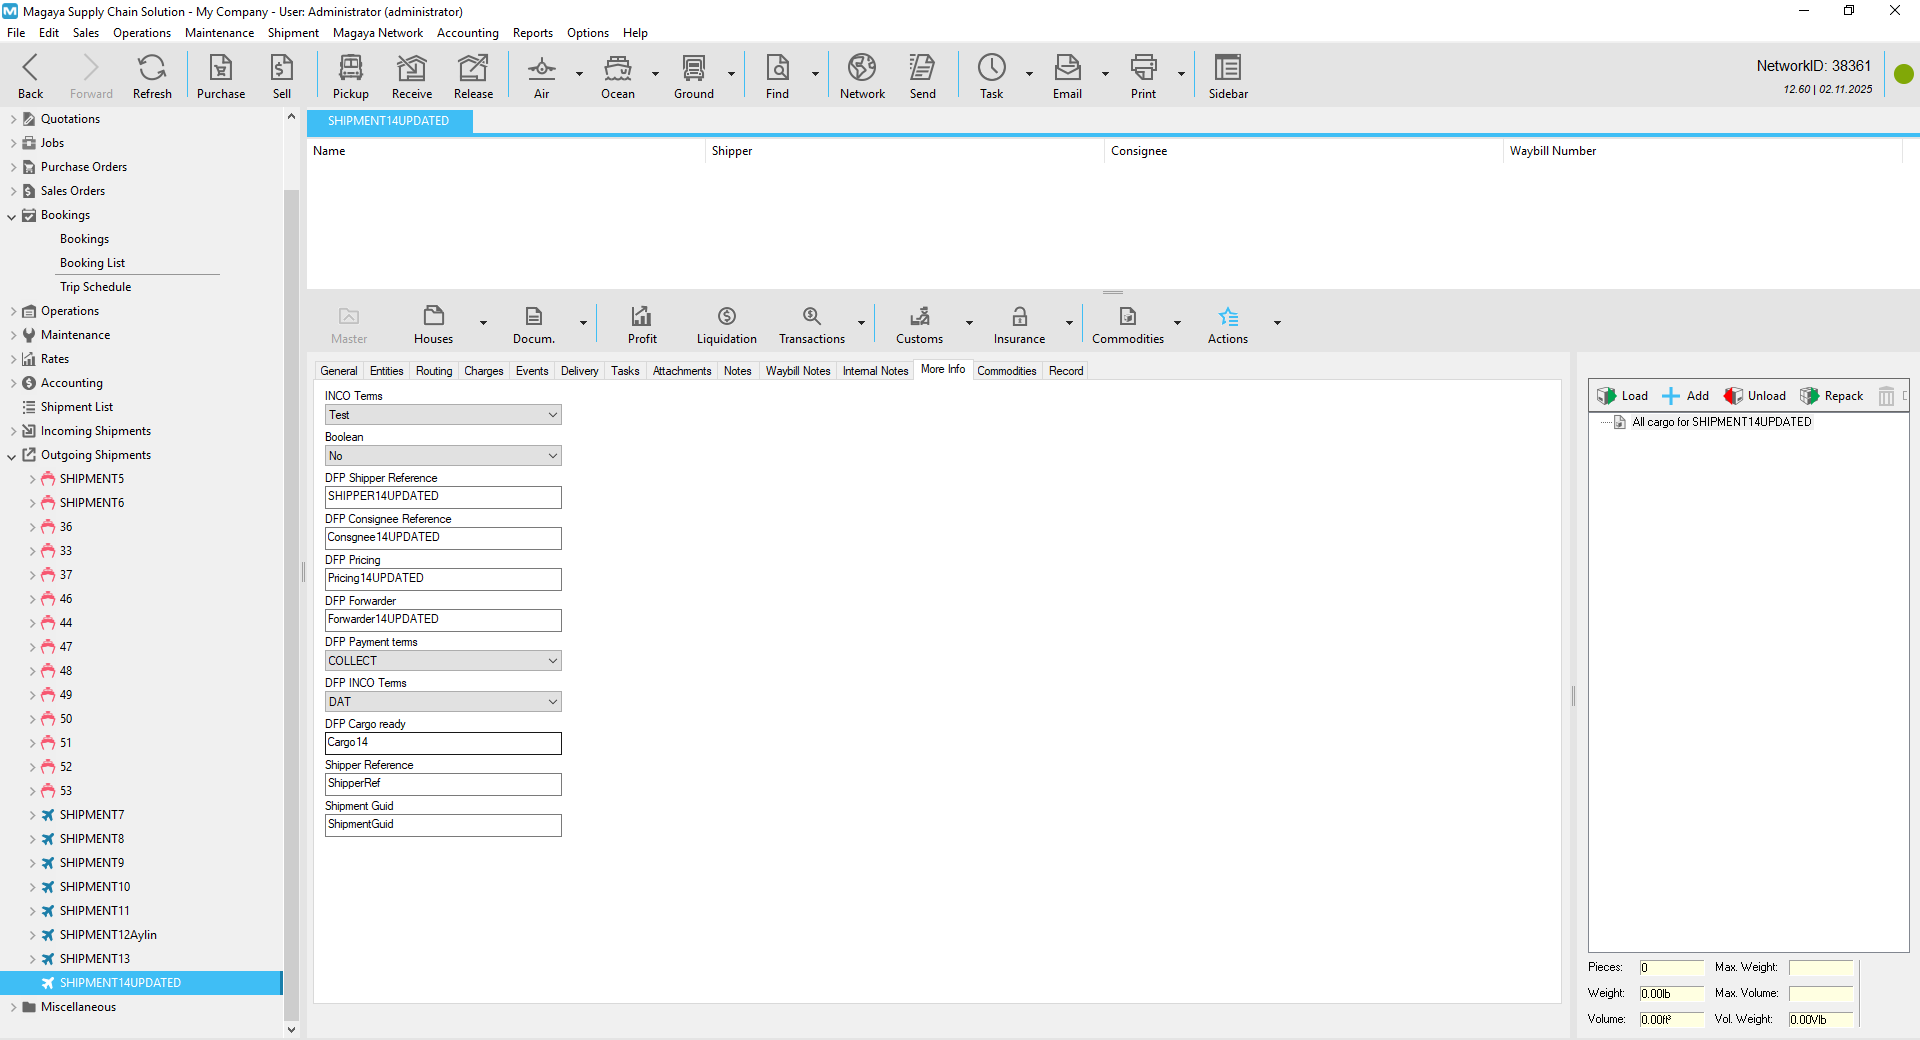 Magaya Supply Chain Solution - My Company - User: Administrator (administrator)
File Edit Sales Operations Maintenance Shipment Magaya Network Accounting Reports Options Help
Back Forward Refresh Purchase Sell Pickup Receive Release Air Ocean Ground Find Network Send Task Email Print Sidebar
NetworkID: 38361
12.60 | 02.11.2025
Quotations
Jobs
Purchase Orders
Sales Orders
Bookings
Bookings
Booking List
Trip Schedule
Operations
Maintenance
Rates
Accounting
Shipment List
Incoming Shipments
Outgoing Shipments
SHIPMENT5
SHIPMENT6
36
33
37
46
44
47
48
49
50
51
52
53
SHIPMENT7
SHIPMENT8
SHIPMENT9
SHIPMENT10
SHIPMENT11
SHIPMENT12Aylin
SHIPMENT13
SHIPMENT14UPDATED
Miscellaneous
SHIPMENT14UPDATED
Name Shipper Consignee Waybill Number
Master Houses Docum. Profit Liquidation Transactions Customs Insurance Commodities Actions
General Entities Routing Charges Events Delivery Tasks Attachments Notes Waybill Notes Internal Notes More Info Commodities Record
INCO Terms
Test
Boolean
No
DFP Shipper Reference
SHIPPER14UPDATED
DFP Consignee Reference
Consgnee14UPDATED
DFP Pricing
Pricing14UPDATED
DFP Forwarder
Forwarder14UPDATED
DFP Payment terms
COLLECT
DFP INCO Terms
DAT
DFP Cargo ready
Cargo14
Shipper Reference
ShipperRef
Shipment Guid
ShipmentGuid
Load Add Unload Repack
All cargo for SHIPMENT14UPDATED
Pieces: 0 Max. Weight:
Weight: 0.00lb Max. Volume:
Volume: 0.00ft³ Vol. Weight: 0.00Vlb